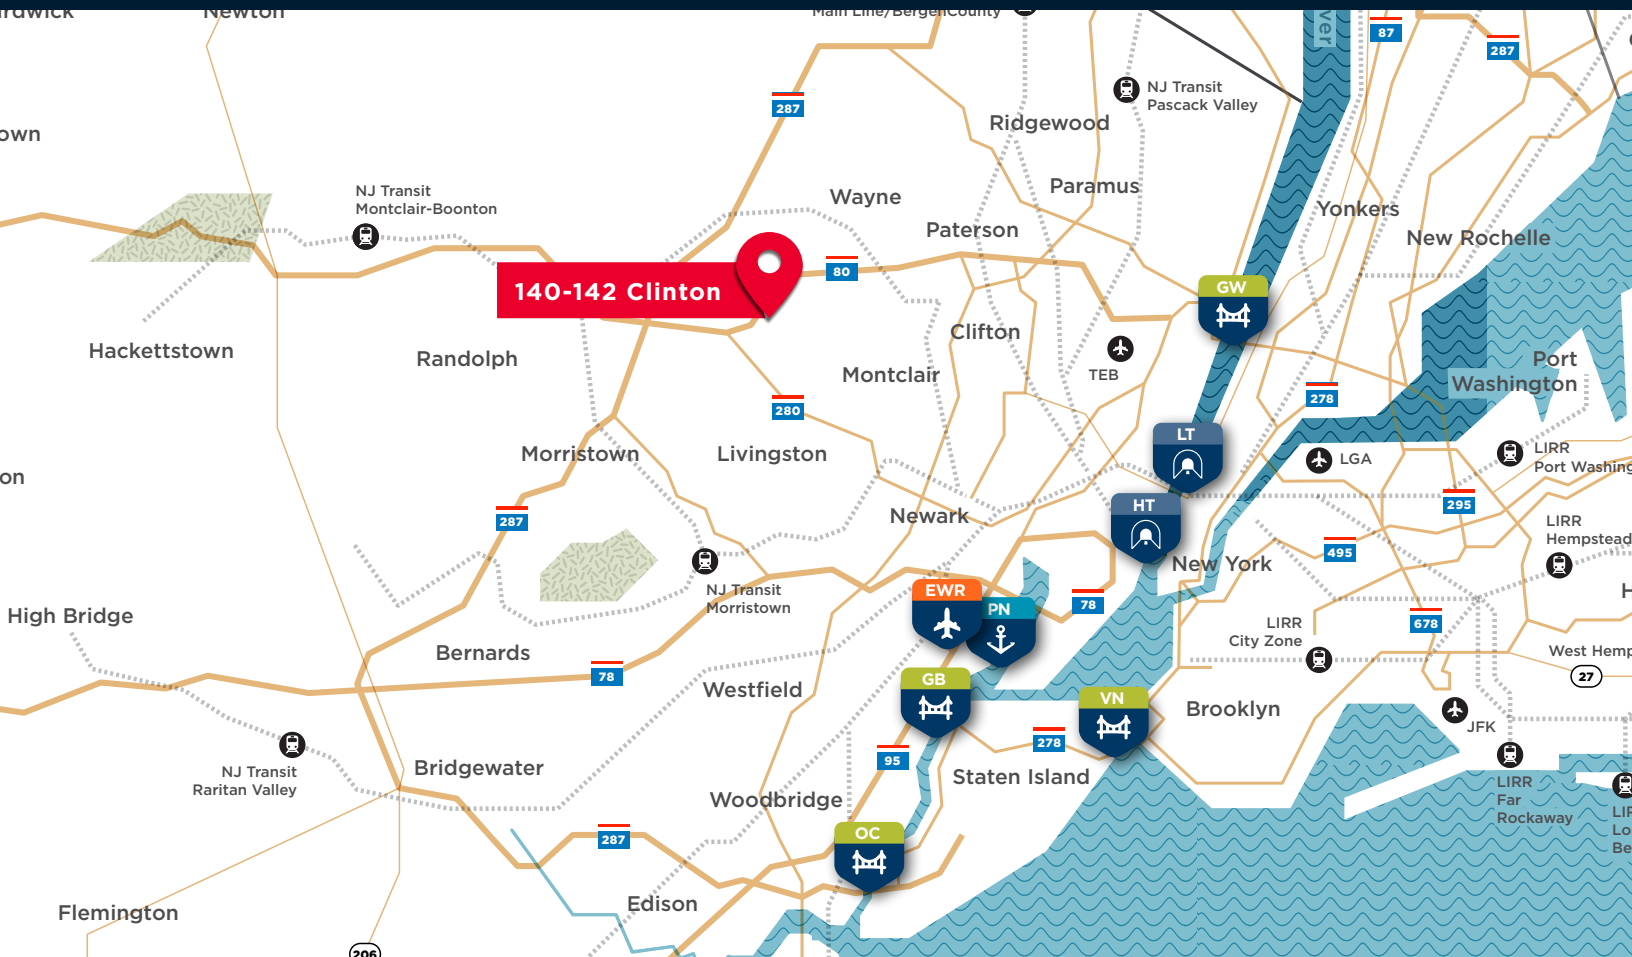 Newton
Main Line/BergenCounty
87
287
NJ Transit
Pascack Valley
287
Ridgewood
NJ Transit
Montclair-Boonton
Paramus
Wayne
Yonkers
Paterson
New Rochelle
80
GW
140-142 Clinton
Clifton
Hackettstown
Randolph
Montclair
TEB
Port
Washington
278
280
LT
Morristown
Livingston
LGA
LIRR
Port Washing
295
287
HT
Newark
LIRR
Hempstead
495
New York
NJ Transit
Morristown
EWR
PN
78
High Bridge
678
LIRR
City Zone
Bernards
West Hemp
27
78
GB
Westfield
VN
Brooklyn
JFK
278
95
NJ Transit
Raritan Valley
Bridgewater
Staten Island
LIRR
Far
Rockaway
Woodbridge
OC
287
Edison
Flemington
206